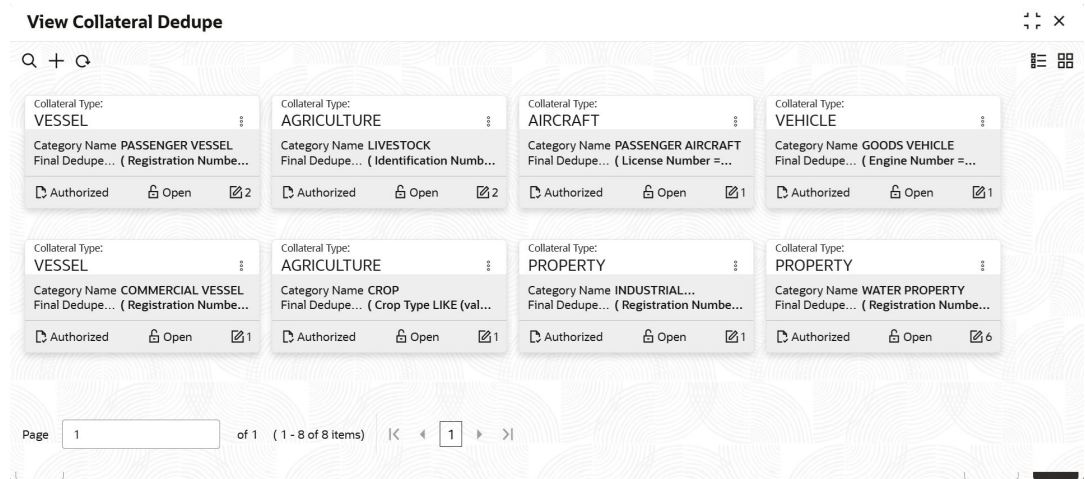 View Collateral Dedupe
Collateral Type:
VESSEL
Category Name PASSENGER VESSEL
Final Dedupe... ( Registration Numbe...
Authorized Open 2
Collateral Type:
AGRICULTURE
Category Name LIVESTOCK
Final Dedupe... ( Identification Numb...
Authorized Open 2
Collateral Type:
AIRCRAFT
Category Name PASSENGER AIRCRAFT
Final Dedupe... ( License Number =...
Authorized Open 1
Collateral Type:
VEHICLE
Category Name GOODS VEHICLE
Final Dedupe... ( Engine Number =...
Authorized Open 1
Collateral Type:
VESSEL
Category Name COMMERCIAL VESSEL
Final Dedupe... ( Registration Numbe...
Authorized Open 1
Collateral Type:
AGRICULTURE
Category Name CROP
Final Dedupe... ( Crop Type LIKE (val...
Authorized Open 1
Collateral Type:
PROPERTY
Category Name INDUSTRIAL...
Final Dedupe... ( Registration Numbe...
Authorized Open 1
Collateral Type:
PROPERTY
Category Name WATER PROPERTY
Final Dedupe... ( Registration Numbe...
Authorized Open 6
Page 1 of 1 ( 1 - 8 of 8 items) 1